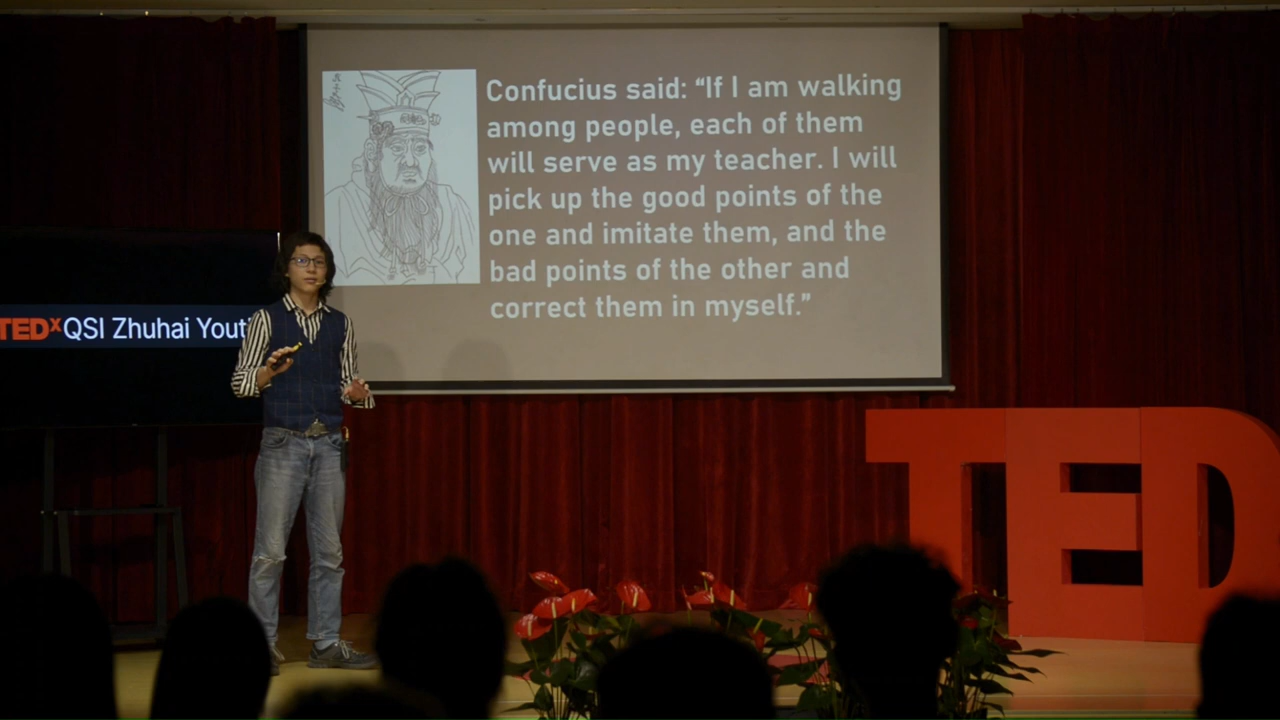 Confucius said: “If I am walking
among people, each of them
will serve as my teacher. I will
pick up the good points of the
one and imitate them, and the
bad points of the other and
correct them in myself.”
TEDxQSI Zhuhai Yout
TED